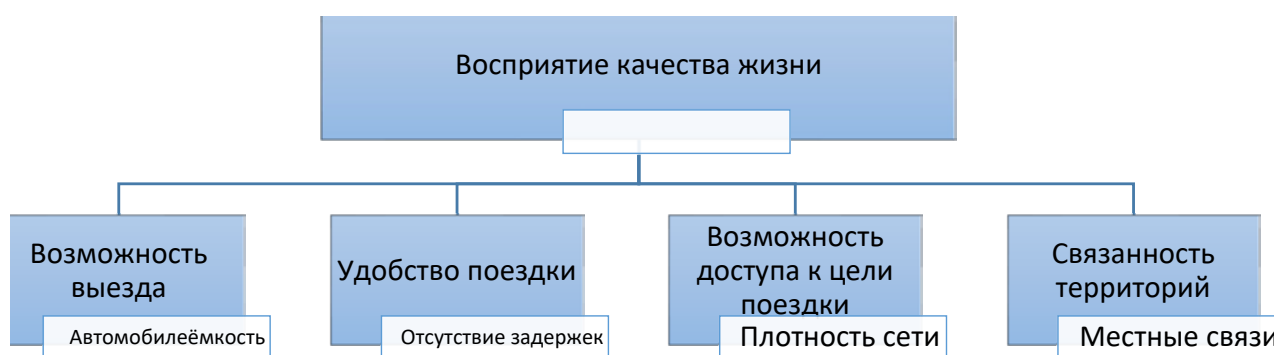 Восприятие качества жизни
Возможность
выезда
Автомобилеёмкость
Удобство поездки
Отсутствие задержек
Возможность
доступа к цели
поездки
Плотность сети
Связанность
территорий
Местные связи